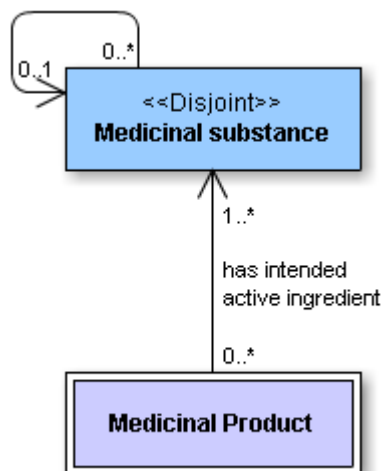 0..*
0..1
<<Disjoint>>
Medicinal substance
1..*
has intended
active ingredient
0..*
Medicinal Product